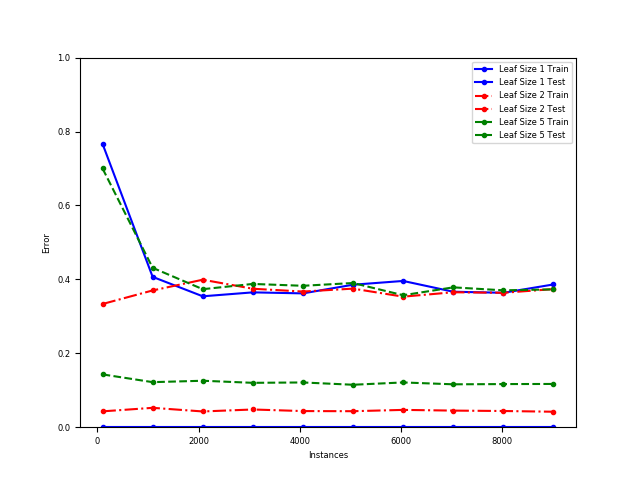 1.0
0.8
0.6
0.4
0.2
0.0
Error
0
2000
4000
6000
8000
Instances
Leaf Size 1 Train
Leaf Size 1 Test
Leaf Size 2 Train
Leaf Size 2 Test
Leaf Size 5 Train
Leaf Size 5 Test